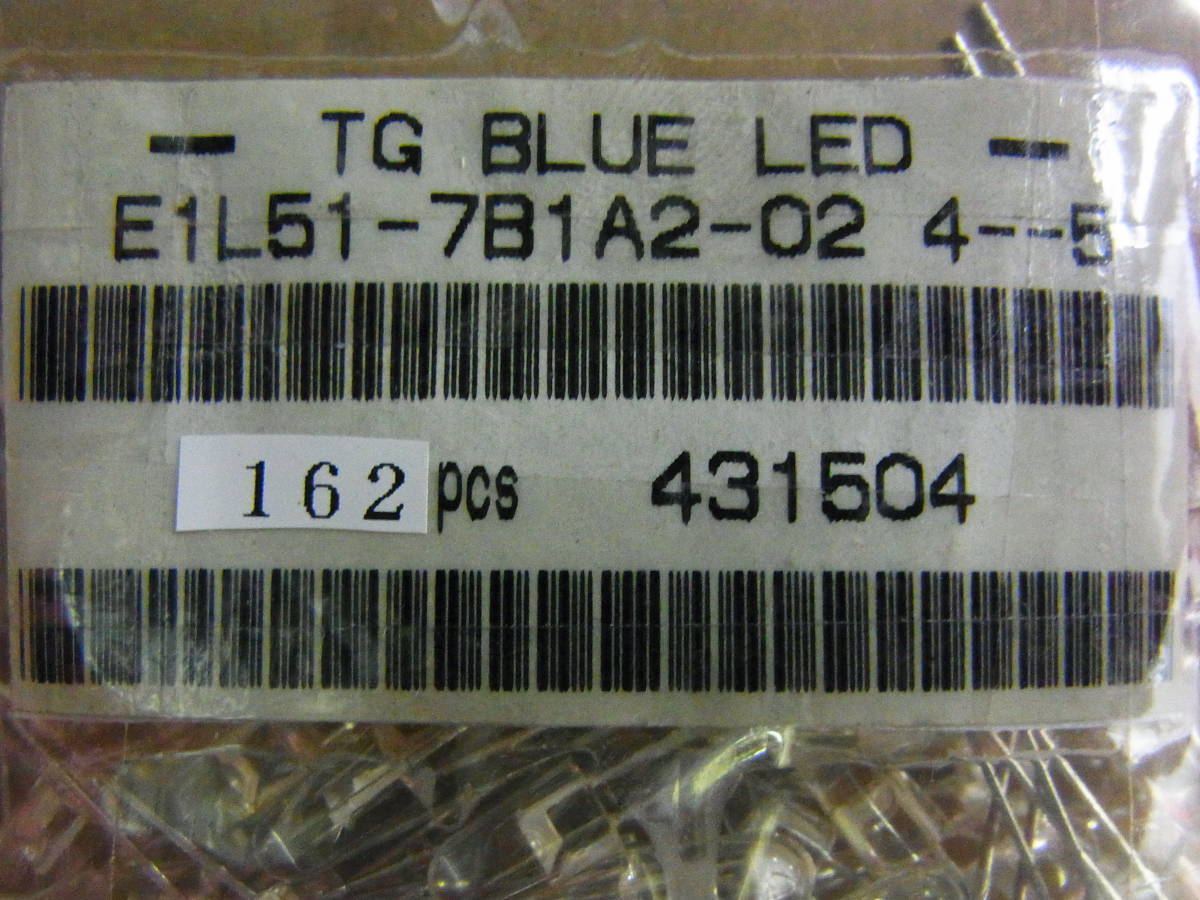 - TG BLUE LED -
E1L51-7B1A2-02 4--5
162 pcs 431504